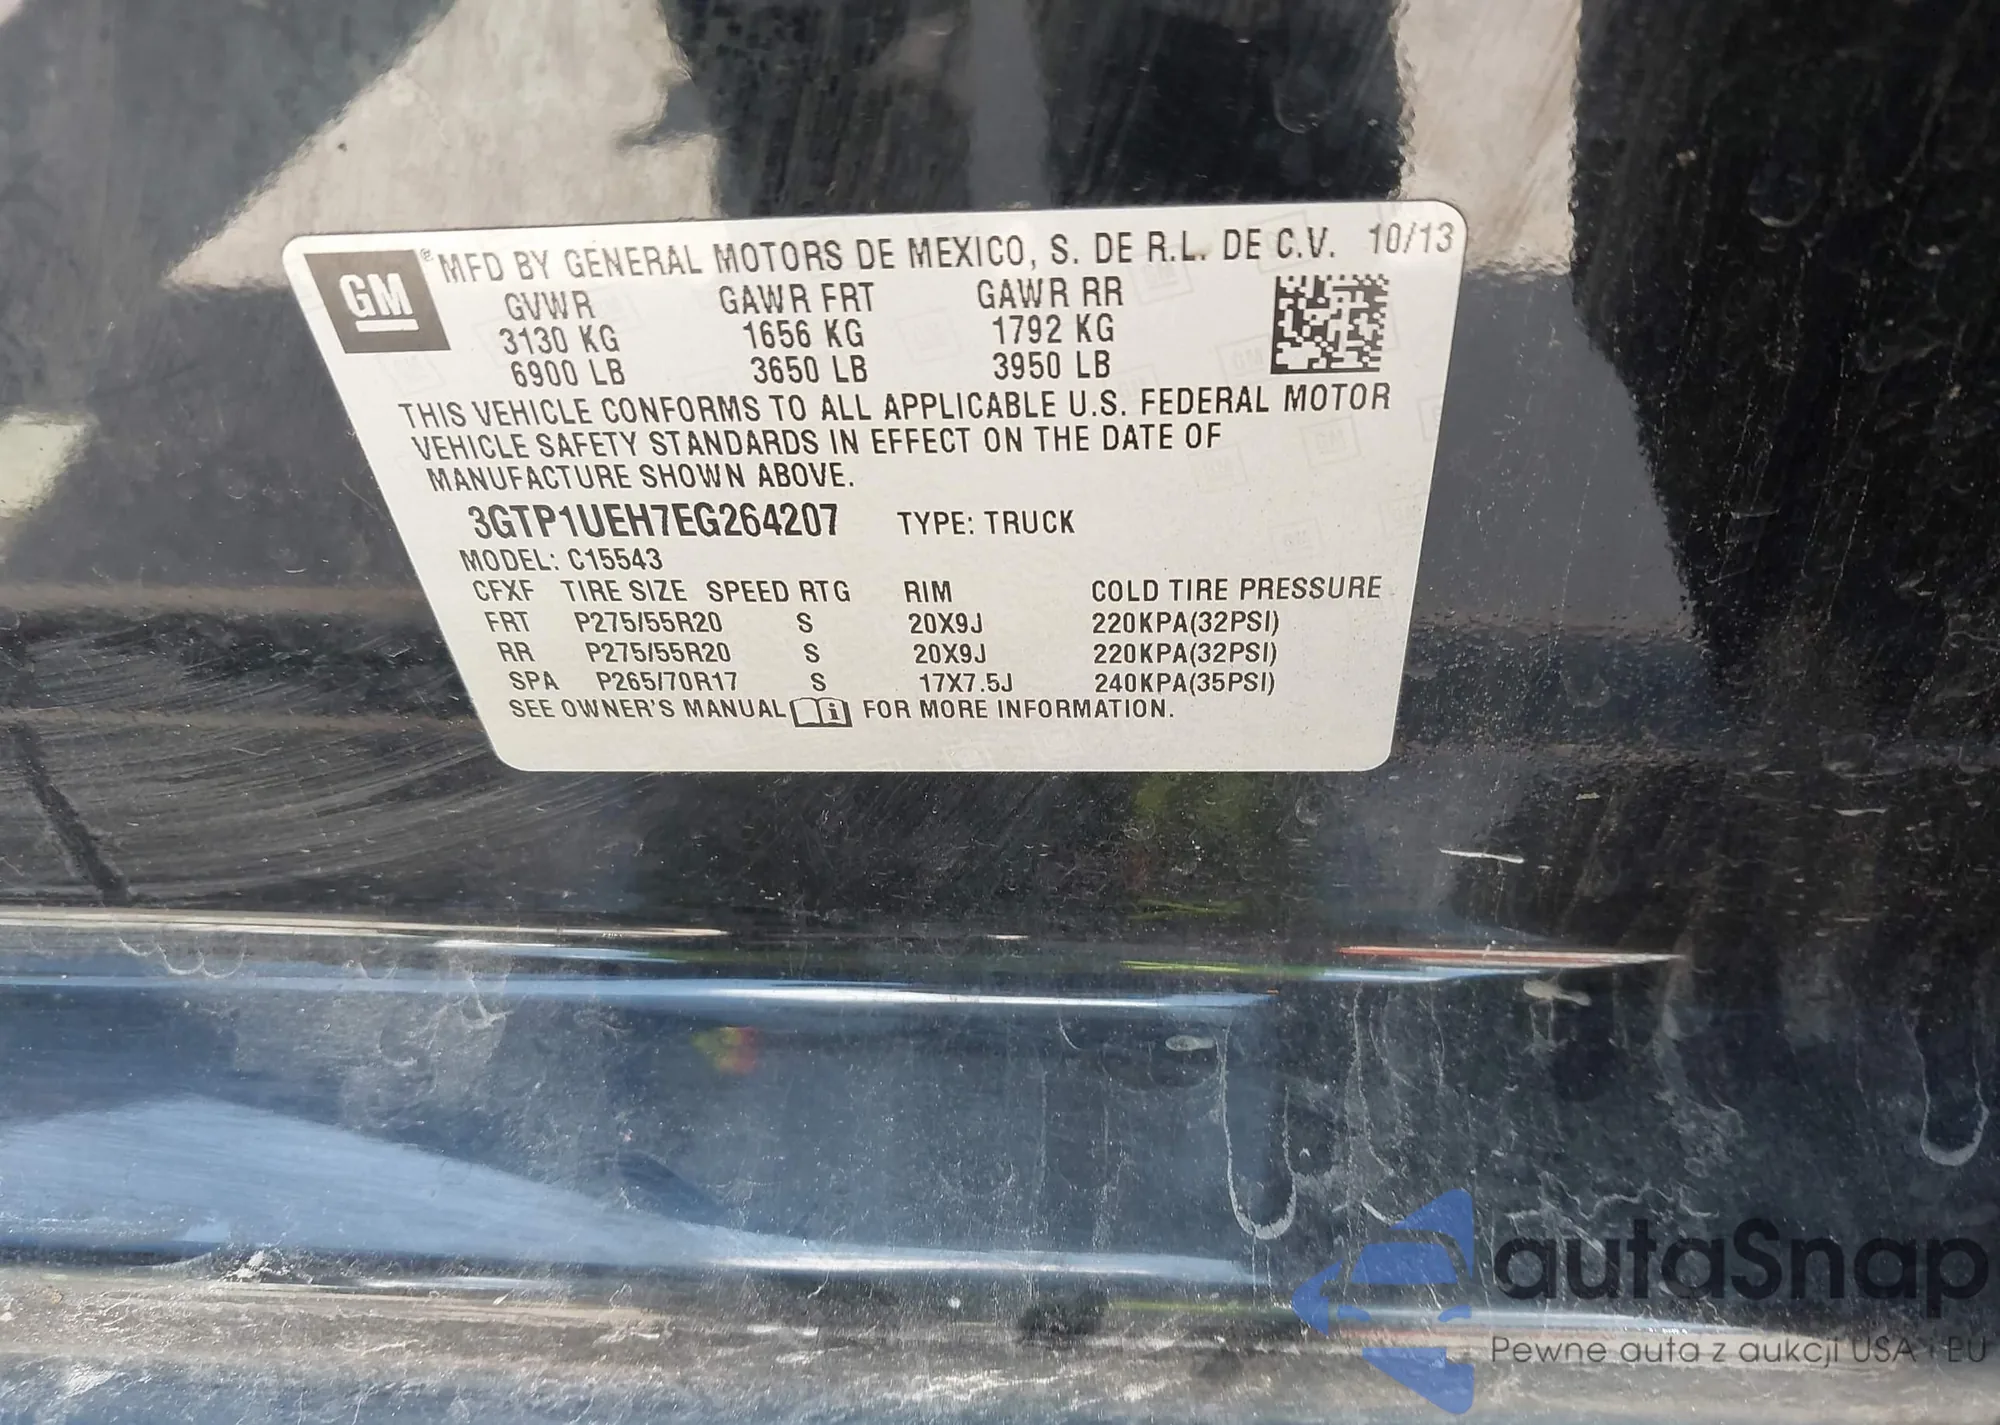 GM ® MFD BY GENERAL MOTORS DE MEXICO, S. DE R.L. DE C.V. 10/13
GVWR GAWR FRT GAWR RR
3130 KG 1656 KG 1792 KG
6900 LB 3650 LB 3950 LB
THIS VEHICLE CONFORMS TO ALL APPLICABLE U.S. FEDERAL MOTOR
VEHICLE SAFETY STANDARDS IN EFFECT ON THE DATE OF
MANUFACTURE SHOWN ABOVE.
3GTP1UEH7EG264207 TYPE: TRUCK
MODEL: C15543
CFXF TIRE SIZE SPEED RTG RIM COLD TIRE PRESSURE
FRT P275/55R20 S 20X9J 220KPA(32PSI)
RR P275/55R20 S 20X9J 220KPA(32PSI)
SPA P265/70R17 S 17X7.5J 240KPA(35PSI)
SEE OWNER'S MANUAL FOR MORE INFORMATION.
autaSnap
Pewne auta z aukcji USA i EU